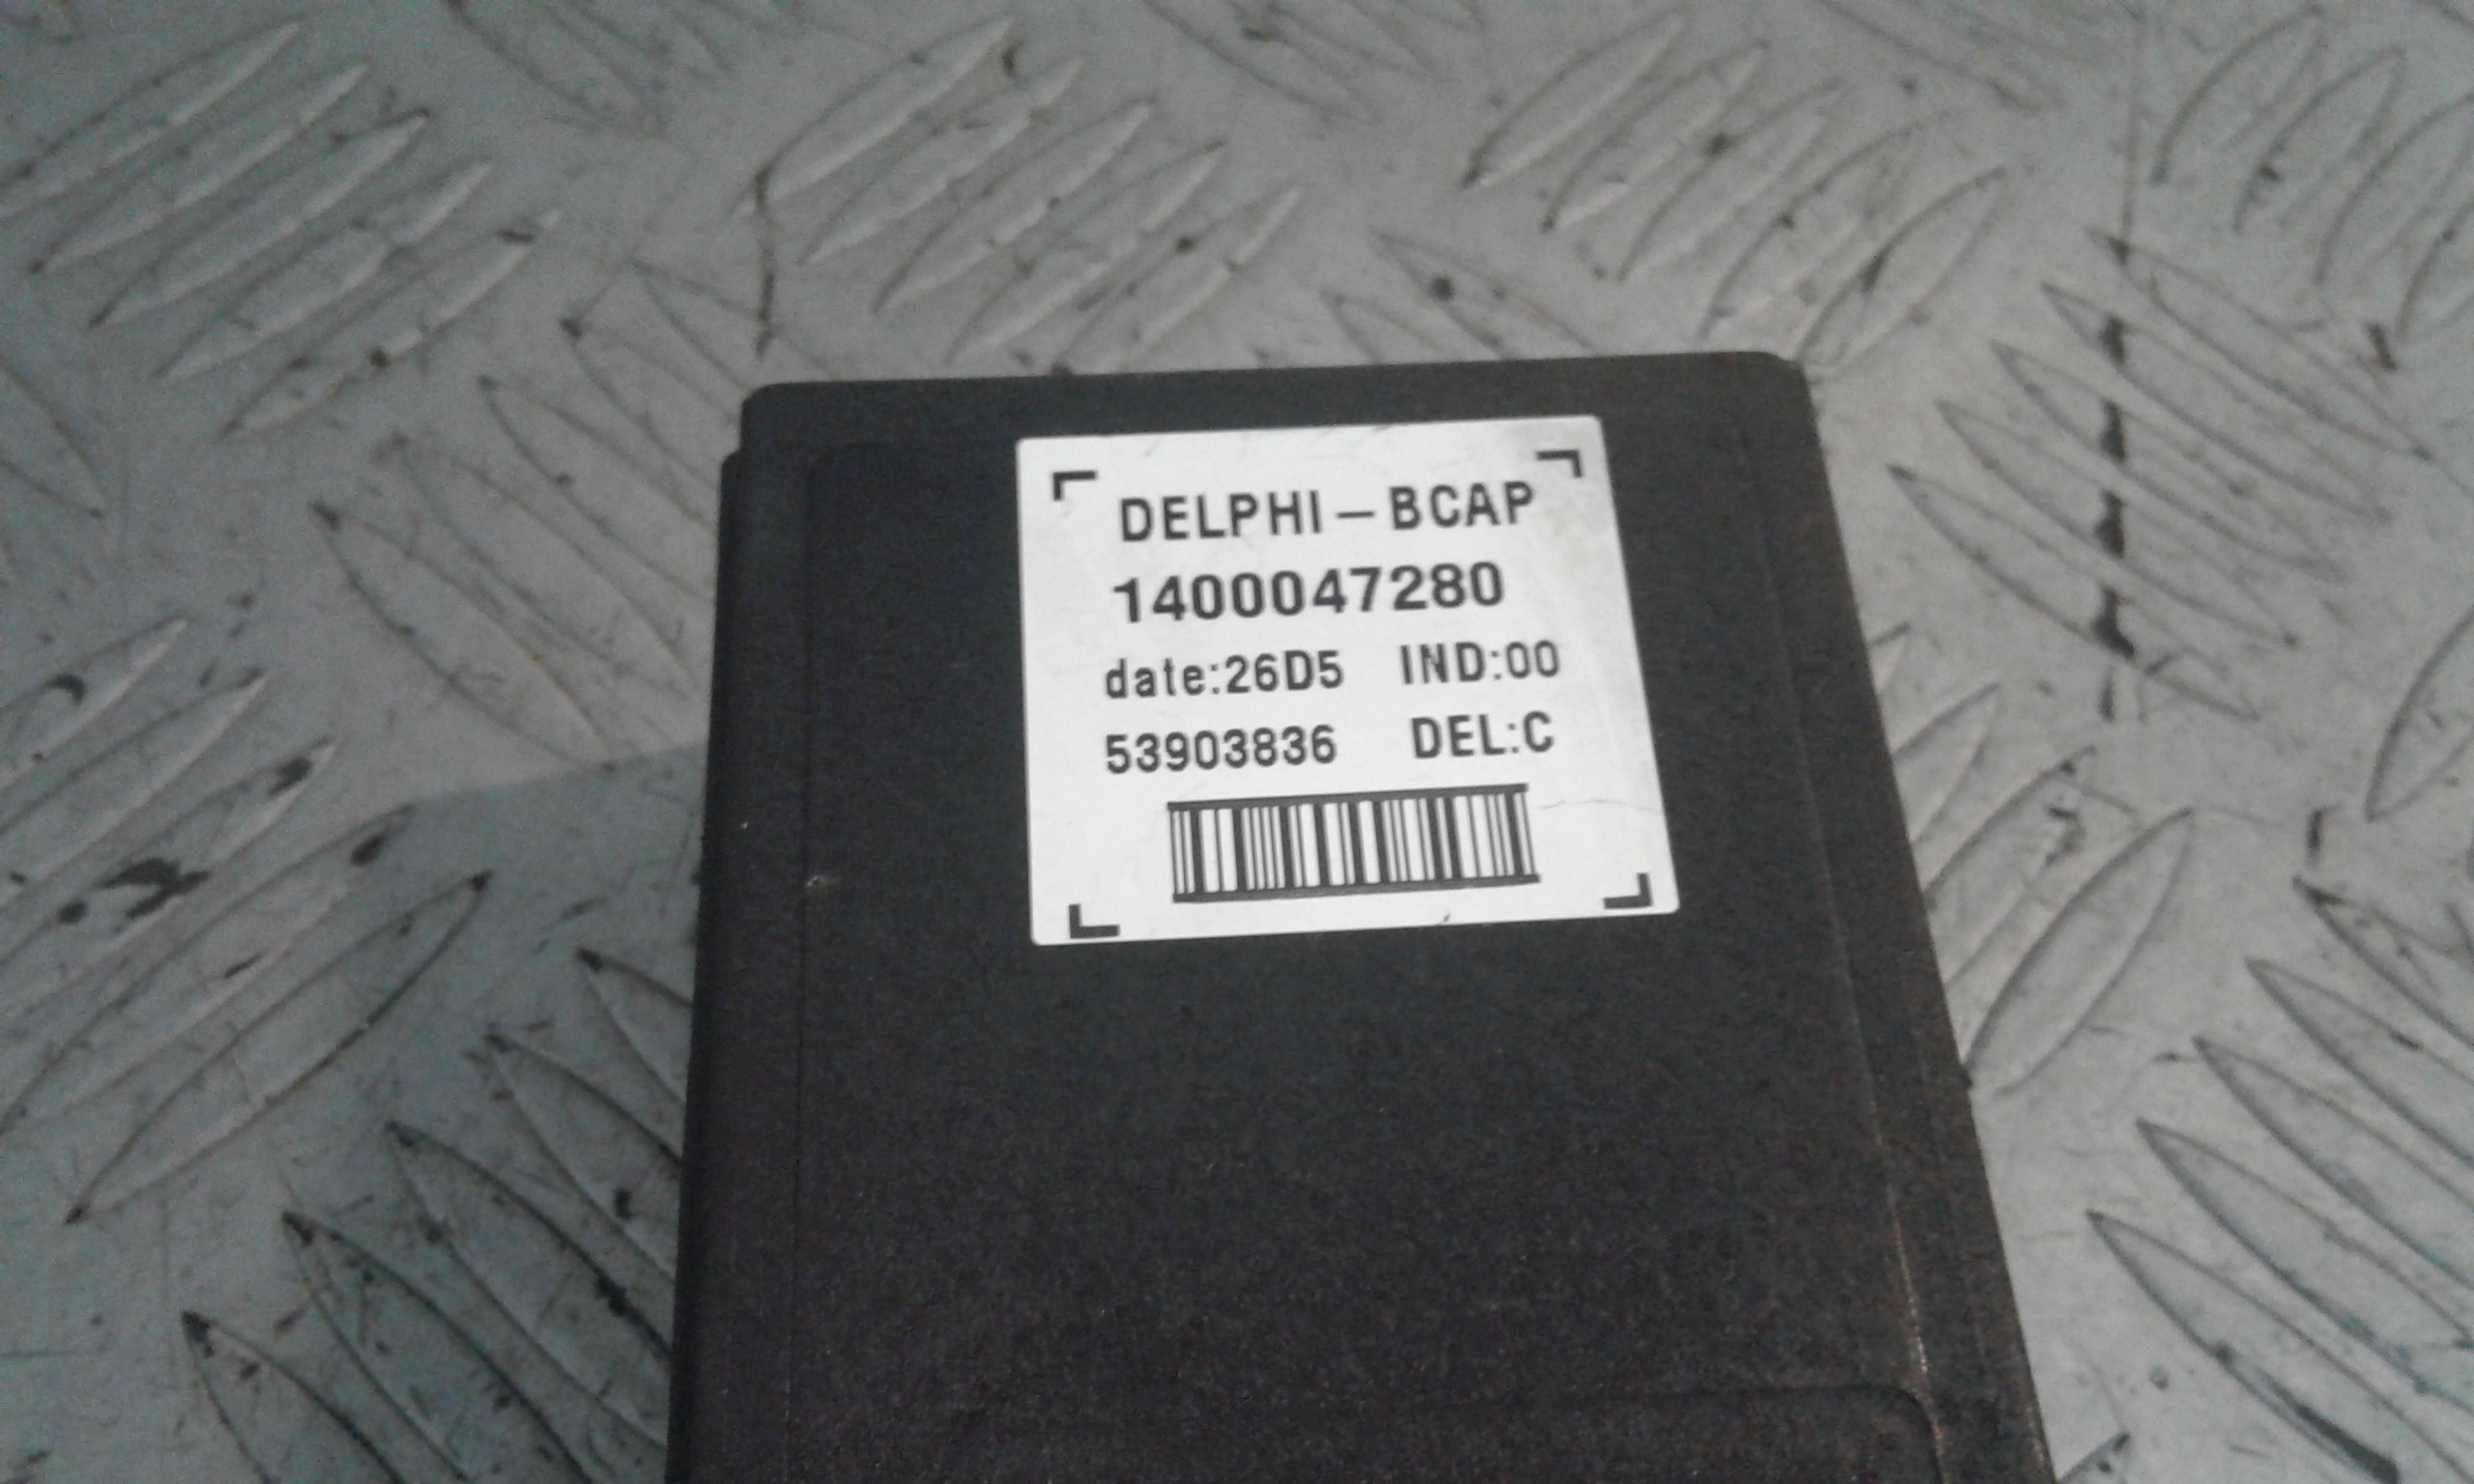 DELPHI – BCAP
1400047280
date:26D5 IND:00
53903836 DEL:C